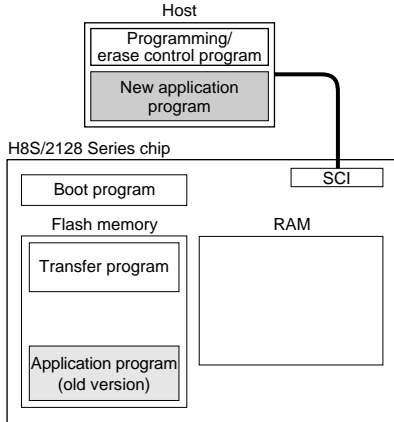 Host
Programming/
erase control program
New application
program
H8S/2128 Series chip
SCI
Boot program
Flash memory
RAM
Transfer program
Application program
(old version)